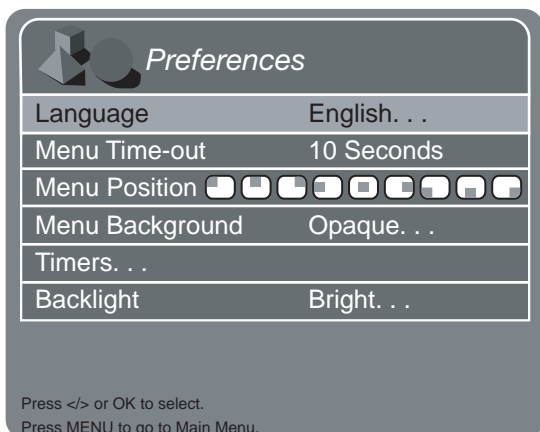 Preferences
Language English. . .
Menu Time-out 10 Seconds
Menu Position
Menu Background Opaque. . .
Timers. . .
Backlight Bright. . .
Press </> or OK to select.
Press MENU to go to Main Menu.